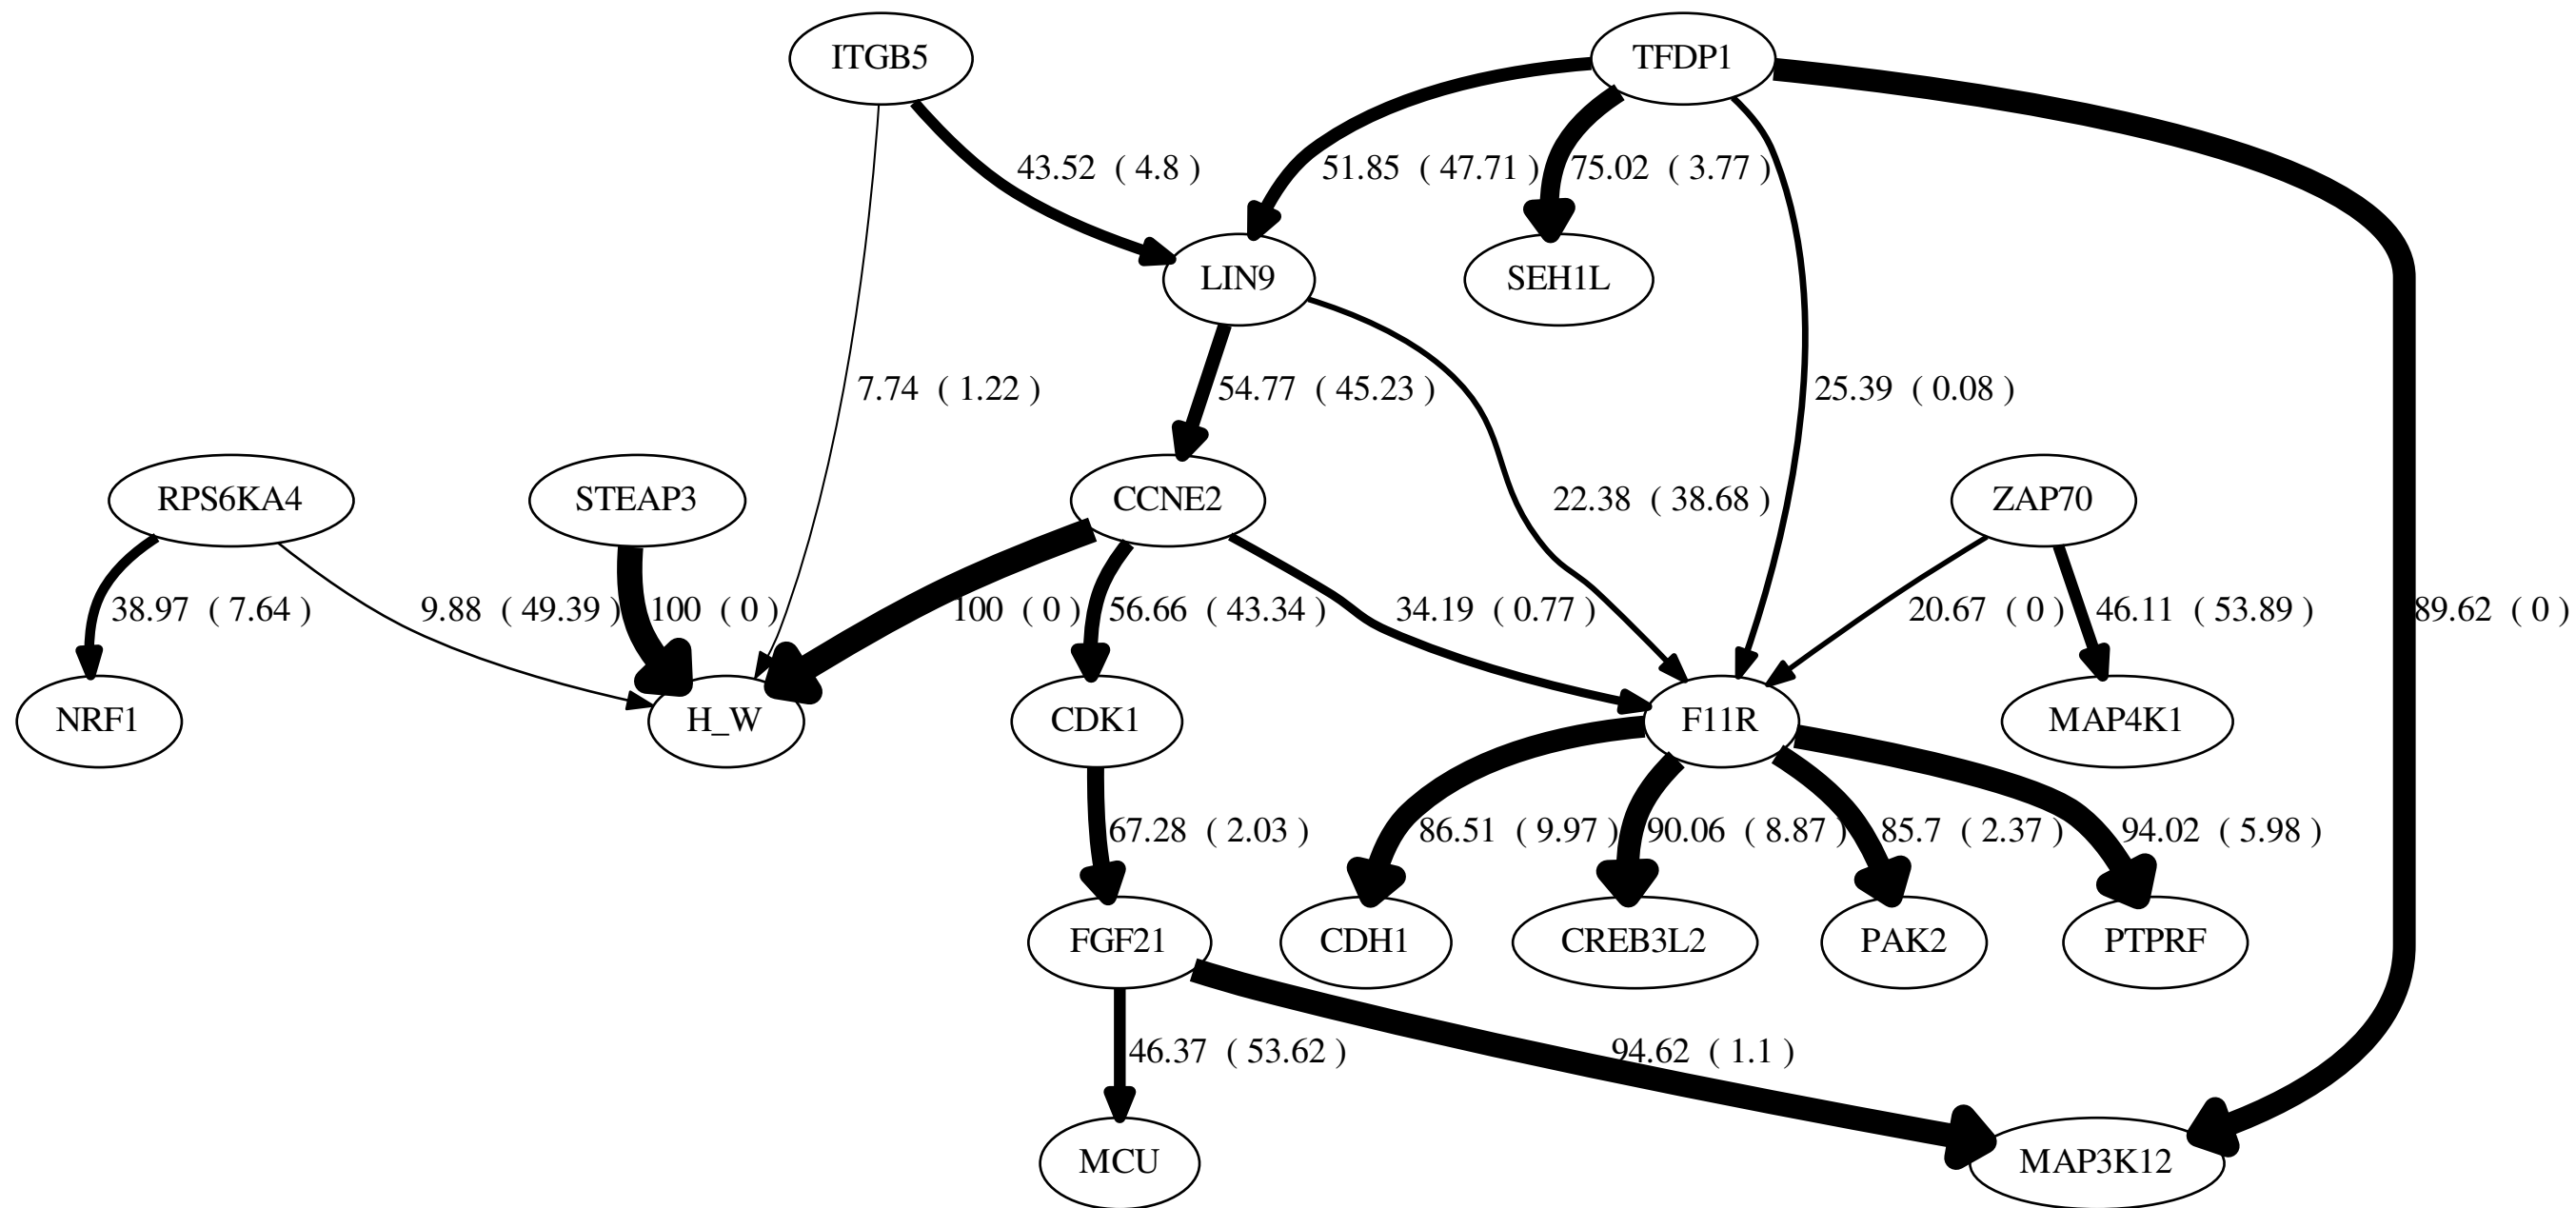 ITGB5
TFDP1
43.52 ( 4.8 )
51.85 ( 47.71 )
75.02 ( 3.77 )
LIN9
SEH1L
7.74 ( 1.22 )
54.77 ( 45.23 )
25.39 ( 0.08 )
RPS6KA4
STEAP3
CCNE2
22.38 ( 38.68 )
ZAP70
38.97 ( 7.64 )
9.88 ( 49.39 )
100 ( 0 )
100 ( 0 )
56.66 ( 43.34 )
34.19 ( 0.77 )
20.67 ( 0 )
46.11 ( 53.89 )
89.62 ( 0 )
NRF1
H_W
CDK1
F11R
MAP4K1
67.28 ( 2.03 )
86.51 ( 9.97 )
90.06 ( 8.87 )
85.7 ( 2.37 )
94.02 ( 5.98 )
FGF21
CDH1
CREB3L2
PAK2
PTPRF
46.37 ( 53.62 )
94.62 ( 1.1 )
MCU
MAP3K12